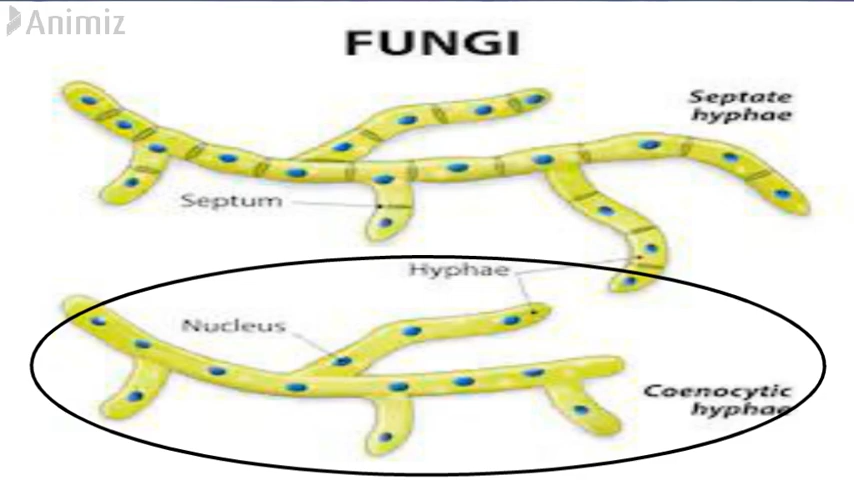 Animiz
FUNGI
Septate
hyphae
Septum
Hyphae
Nucleus
Coenocytic
hyphae